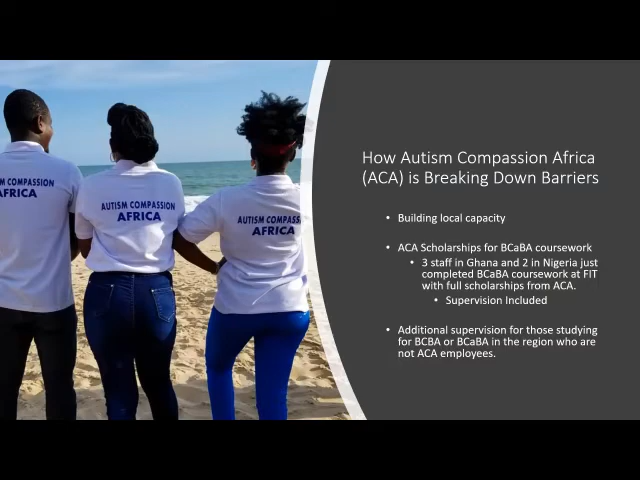 M COMPASSION
AFRICA
AUTISM COMPASSION
AFRICA
AUTISM COMPASS
AFRICA
How Autism Compassion Africa
(ACA) is Breaking Down Barriers
• Building local capacity
• ACA Scholarships for BCaBA coursework
• 3 staff in Ghana and 2 in Nigeria just
completed BCaBA coursework at FIT
with full scholarships from ACA.
• Supervision Included
• Additional supervision for those studying
for BCBA or BCaBA in the region who are
not ACA employees.